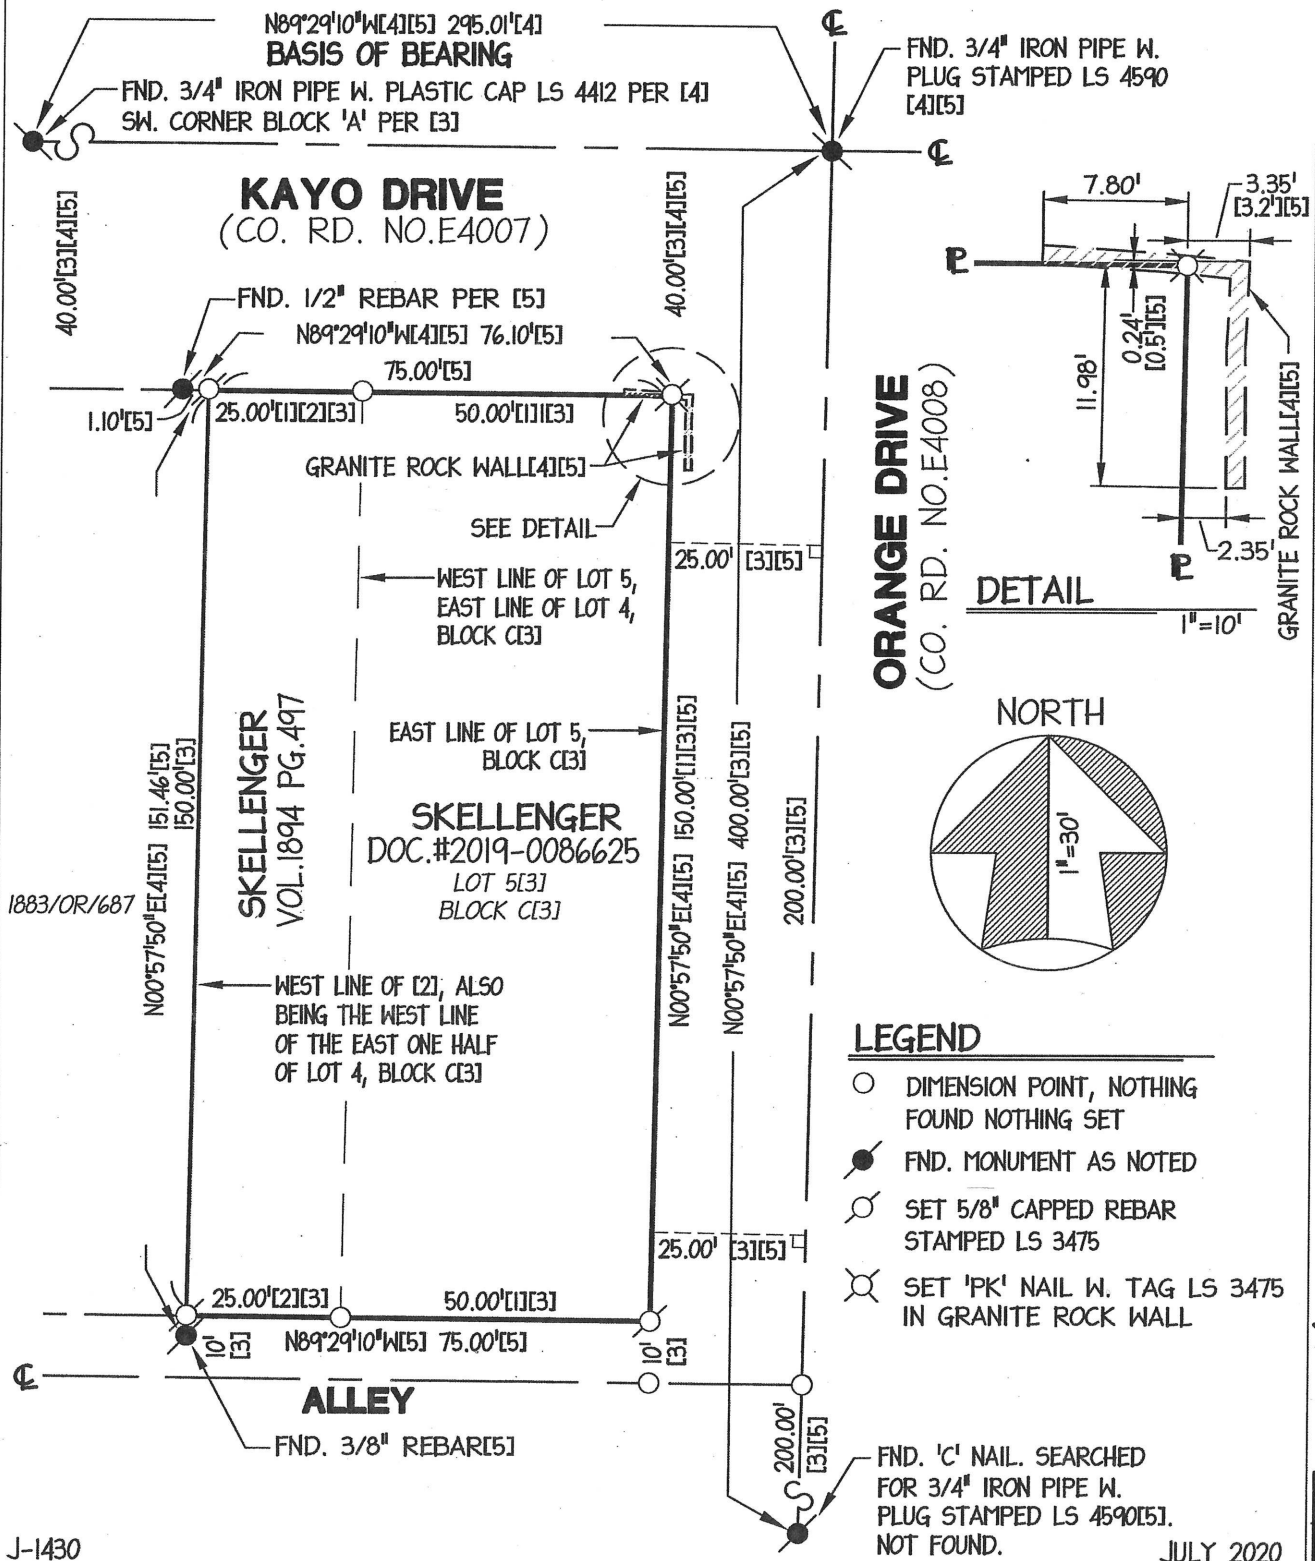 N89°29'10"W[4][5] 295.01'[4]
BASIS OF BEARING
FND. 3/4" IRON PIPE W. PLASTIC CAP LS 4412 PER [4]
SW. CORNER BLOCK 'A' PER [3]
℄
FND. 3/4" IRON PIPE W.
PLUG STAMPED LS 4590
[4][5]
℄
KAYO DRIVE
(CO. RD. NO.E4007)
40.00'[3][4][5]
40.00'[3][4][5]
FND. 1/2" REBAR PER [5]
N89°29'10"W[4][5] 76.10'[5]
75.00'[5]
1.10'[5]
25.00'[1][2][3]
50.00'[1][3]
GRANITE ROCK WALL[4][5]
SEE DETAIL
25.00' [3][5]
WEST LINE OF LOT 5,
EAST LINE OF LOT 4,
BLOCK C[3]
EAST LINE OF LOT 5,
BLOCK C[3]
SKELLENGER
VOL.1894 PG.497
SKELLENGER
DOC.#2019-0086625
LOT 5[3]
BLOCK C[3]
1883/OR/687
N00°57'50"E[4][5] 151.46'[5]
150.00'[3]
N00°57'50"E[4][5] 150.00'[1][3][5]
N00°57'50"E[4][5] 400.00'[3][5]
200.00'[3][5]
WEST LINE OF [2], ALSO
BEING THE WEST LINE
OF THE EAST ONE HALF
OF LOT 4, BLOCK C[3]
25.00' [3][5]
25.00'[2][3]
50.00'[1][3]
N89°29'10"W[5] 75.00'[5]
10'
[3]
10'
[3]
℄
ALLEY
FND. 3/8" REBAR[5]
200.00'
[3][5]
FND. 'C' NAIL. SEARCHED
FOR 3/4" IRON PIPE W.
PLUG STAMPED LS 4590[5].
NOT FOUND.
ORANGE DRIVE
(CO. RD. NO.E4008)
7.80'
3.35'
[3.2'][5]
PL
0.24'
[0.5'][5]
11.98'
2.35'
PL
GRANITE ROCK WALL[4][5]
DETAIL
1"=10'
NORTH
1"=30'
LEGEND
DIMENSION POINT, NOTHING
FOUND NOTHING SET
FND. MONUMENT AS NOTED
SET 5/8" CAPPED REBAR
STAMPED LS 3475
SET 'PK' NAIL W. TAG LS 3475
IN GRANITE ROCK WALL
J-1430
JULY 2020